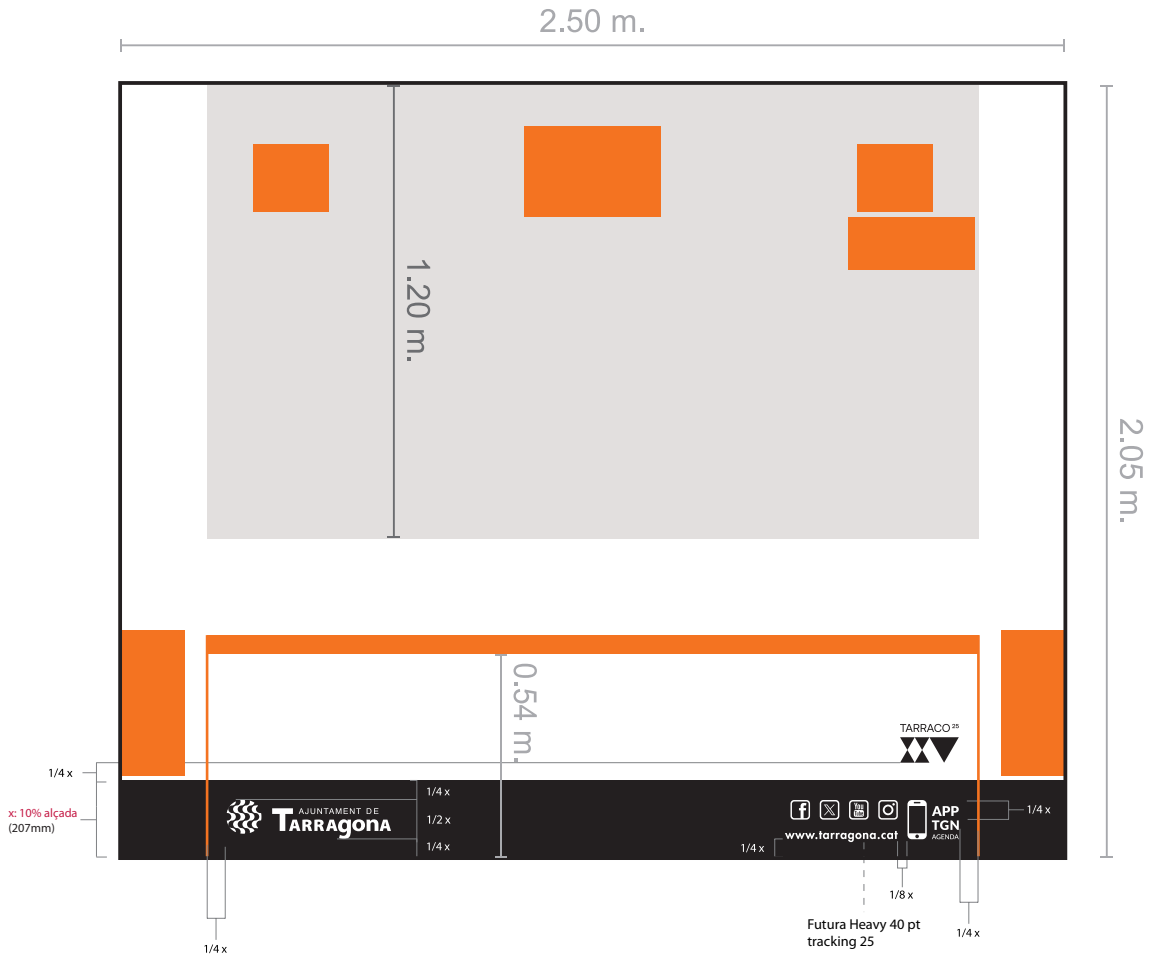 2.50 m.
1.20 m.
2.05 m.
0.54 m.
TARRACO 25
1/4 x
x: 10% alçada
(207mm)
AJUNTAMENT DE
TARRAgona
1/4 x
1/2 x
1/4 x
You
Tube
www.tarragona.cat
APP
TGN
AGENDA
1/4 x
1/4 x
1/8 x
1/4 x
1/4 x
Futura Heavy 40 pt
tracking 25